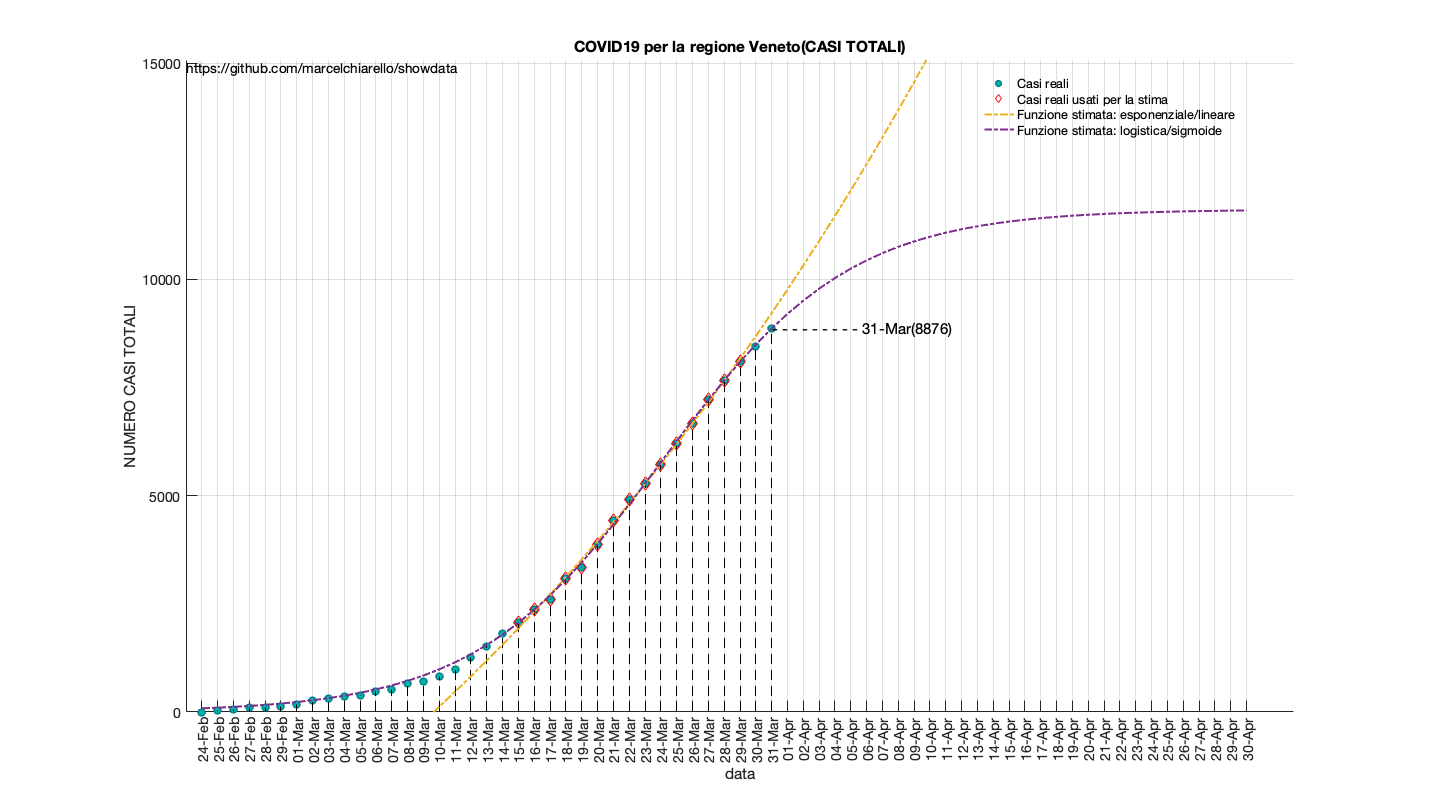 COVID19 per la regione Veneto(CASI TOTALI)
https://github.com/marcelchiarello/showdata
Casi reali
Casi reali usati per la stima
Funzione stimata: esponenziale/lineare
Funzione stimata: logistica/sigmoide
15000
10000
5000
0
NUMERO CASI TOTALI
31-Mar(8876)
24-Feb
25-Feb
26-Feb
27-Feb
28-Feb
29-Feb
01-Mar
02-Mar
03-Mar
04-Mar
05-Mar
06-Mar
07-Mar
08-Mar
09-Mar
10-Mar
11-Mar
12-Mar
13-Mar
14-Mar
15-Mar
16-Mar
17-Mar
18-Mar
19-Mar
20-Mar
21-Mar
22-Mar
23-Mar
24-Mar
25-Mar
26-Mar
27-Mar
28-Mar
29-Mar
30-Mar
31-Mar
01-Apr
02-Apr
03-Apr
04-Apr
05-Apr
06-Apr
07-Apr
08-Apr
09-Apr
10-Apr
11-Apr
12-Apr
13-Apr
14-Apr
15-Apr
16-Apr
17-Apr
18-Apr
19-Apr
20-Apr
21-Apr
22-Apr
23-Apr
24-Apr
25-Apr
26-Apr
27-Apr
28-Apr
29-Apr
30-Apr
data